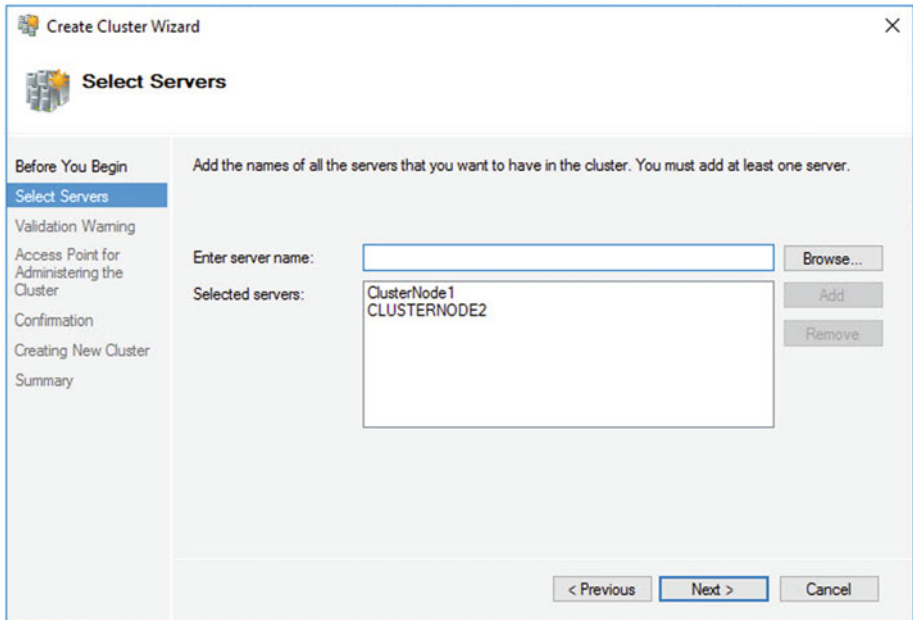 Create Cluster Wizard
Select Servers
Before You Begin
Select Servers
Validation Warning
Access Point for
Administering the
Cluster
Confirmation
Creating New Cluster
Summary
Add the names of all the servers that you want to have in the cluster. You must add at least one server.
Enter server name:
Browse...
Selected servers:
ClusterNode1
CLUSTERNODE2
Add
Remove
< Previous
Next >
Cancel